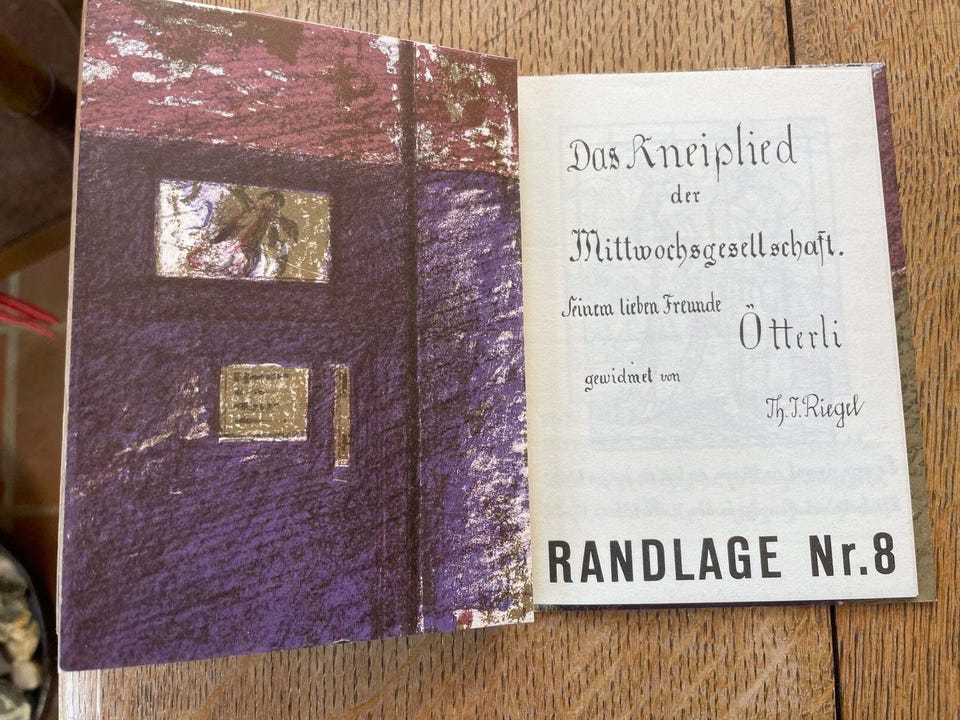 Das Kneiplied
der
Mittwochsgesellschaft.
Seinem lieben Freunde
Ötterli
gewidmet von
Th. J. Riegel
RANDLAGE Nr. 8